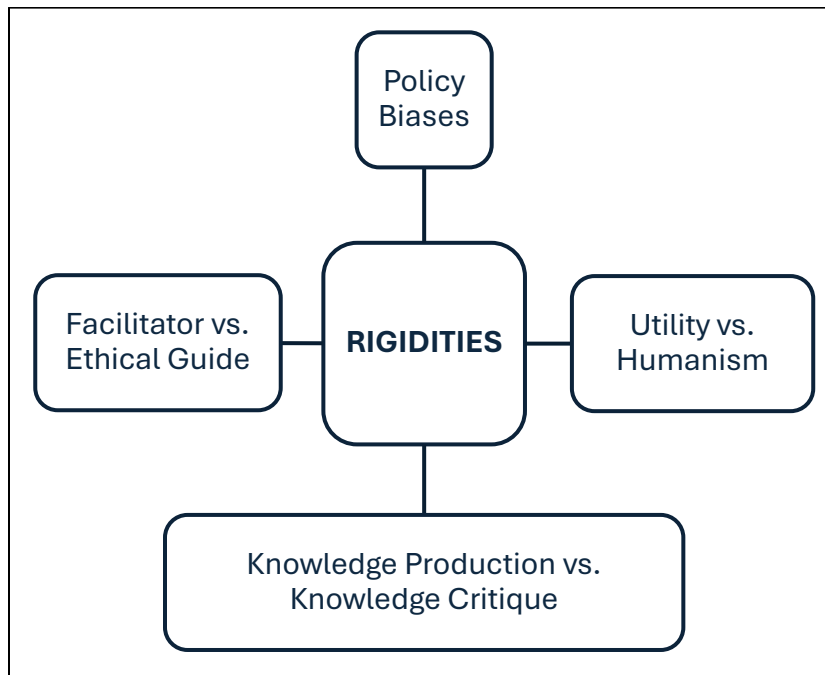 Policy
Biases
Facilitator vs.
Ethical Guide
RIGIDITIES
Utility vs.
Humanism
Knowledge Production vs.
Knowledge Critique